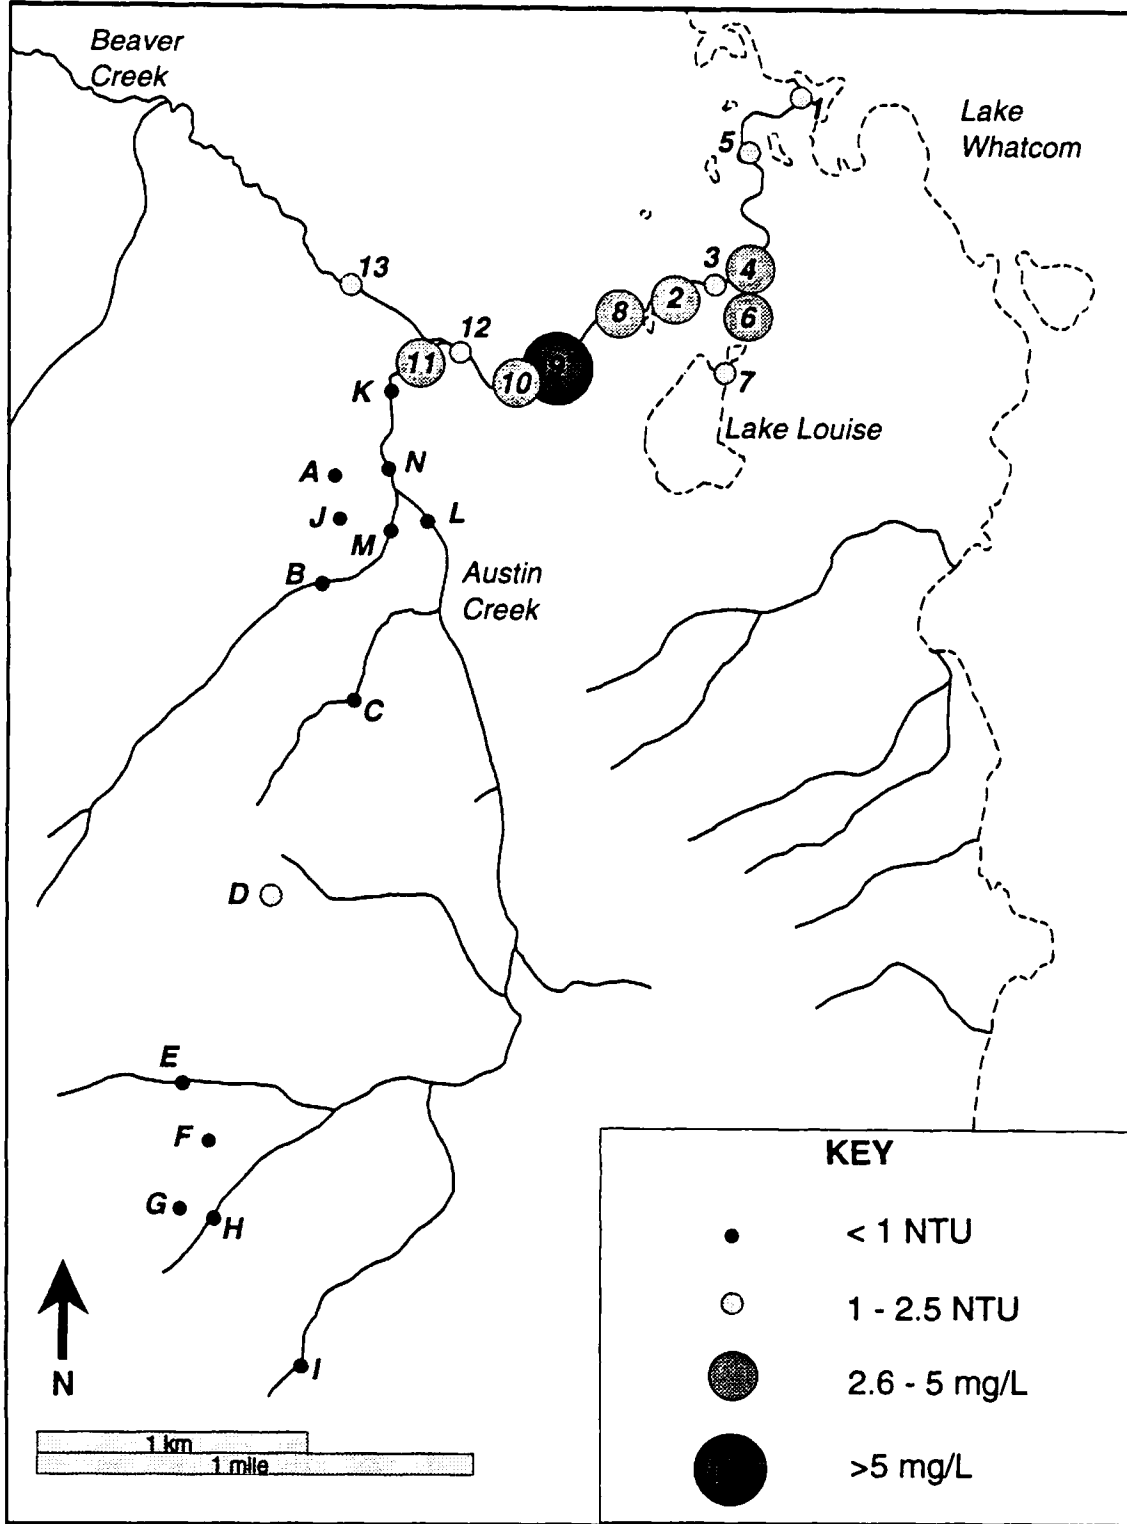 Beaver
Creek
Lake
Whatcom
1
5
13
3
4
2
8
6
12
11
9
10
7
K
Lake Louise
A
N
J
L
M
B
Austin
Creek
C
D
E
F
G
H
I
N
1 km
1 mile
KEY
< 1 NTU
1 - 2.5 NTU
2.6 - 5 mg/L
>5 mg/L